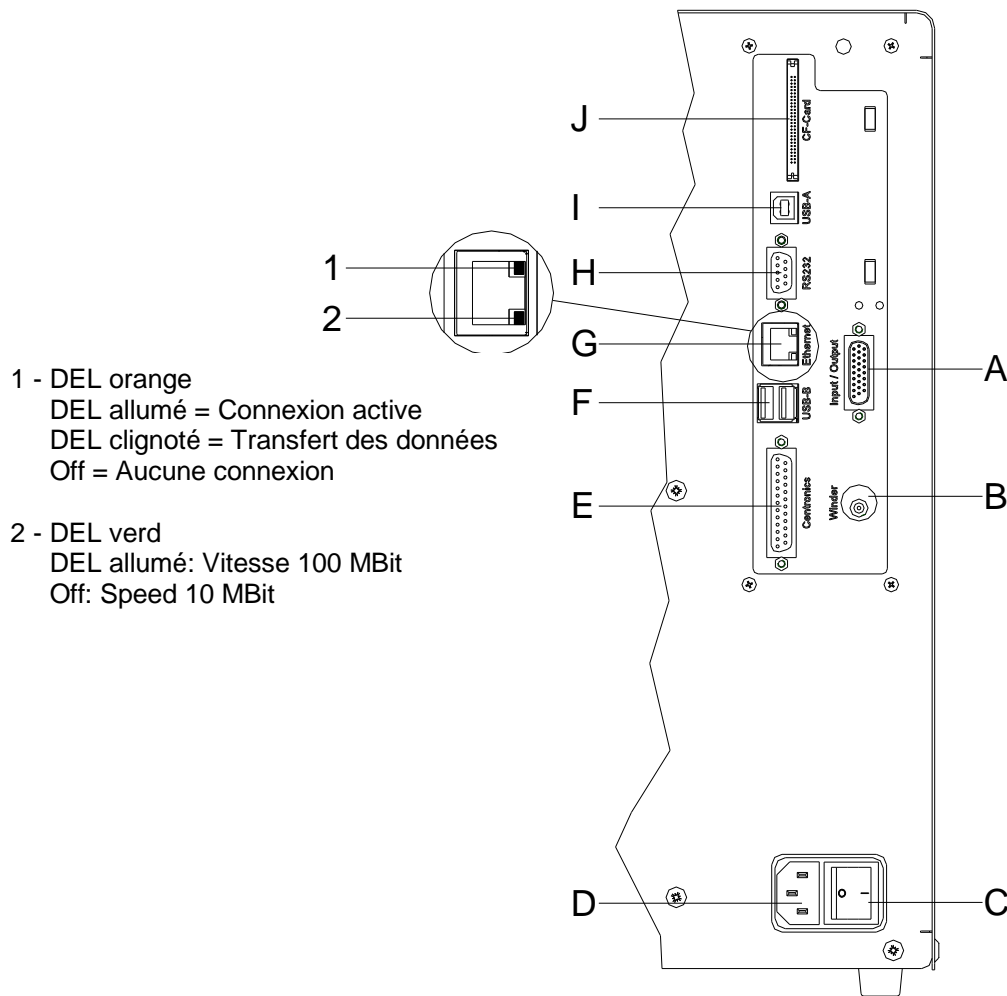 J
CF-Card
I
USB-A
H
RS232
1
2
G
Ethernet
Input / Output
A
F
USB-B
1 - DEL orange
DEL allumé = Connexion active
DEL clignoté = Transfert des données
Off = Aucune connexion
E
Centronics
Winder
B
2 - DEL verd
DEL allumé: Vitesse 100 MBit
Off: Speed 10 MBit
D
C